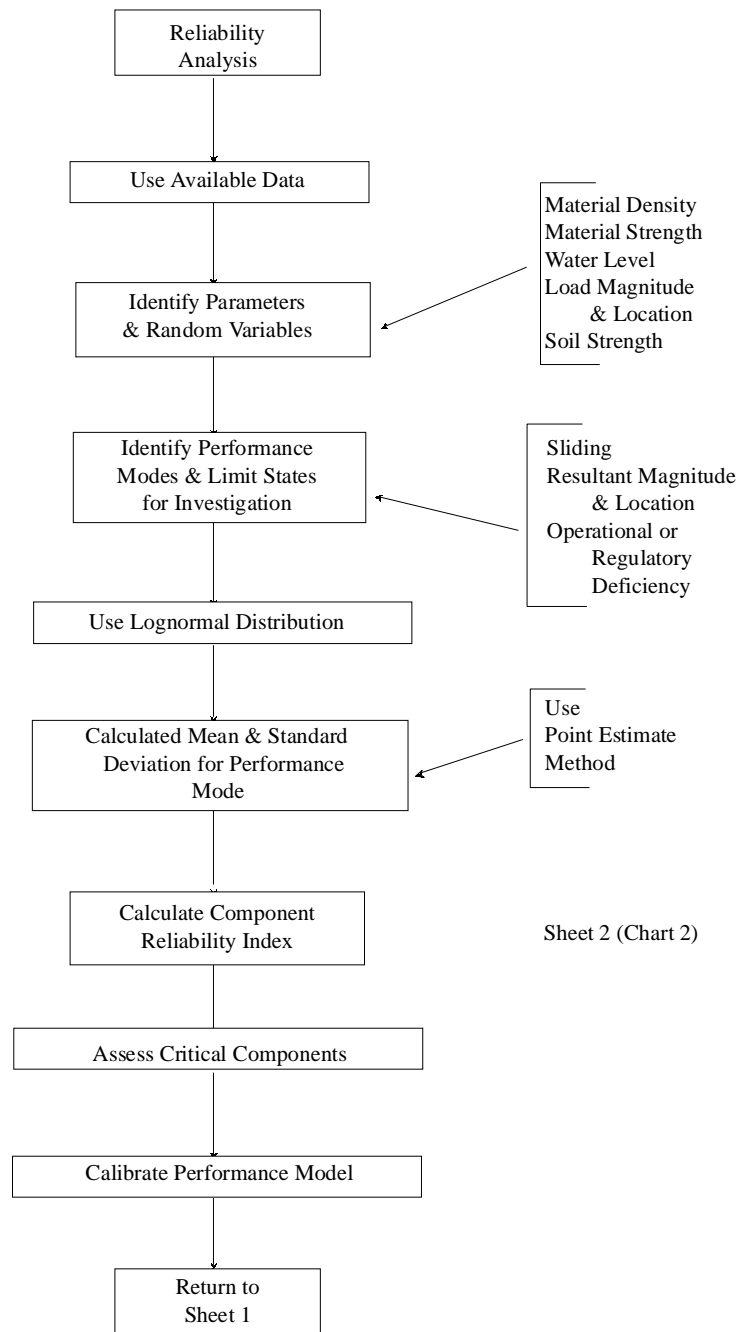 Reliability
Analysis
Use Available Data
Material Density
Material Strength
Water Level
Load Magnitude
& Location
Soil Strength
Identify Parameters
& Random Variables
Identify Performance
Modes & Limit States
for Investigation
Sliding
Resultant Magnitude
& Location
Operational or
Regulatory
Deficiency
Use Lognormal Distribution
Calculated Mean & Standard
Deviation for Performance
Mode
Use
Point Estimate
Method
Calculate Component
Reliability Index
Sheet 2 (Chart 2)
Assess Critical Components
Calibrate Performance Model
Return to
Sheet 1